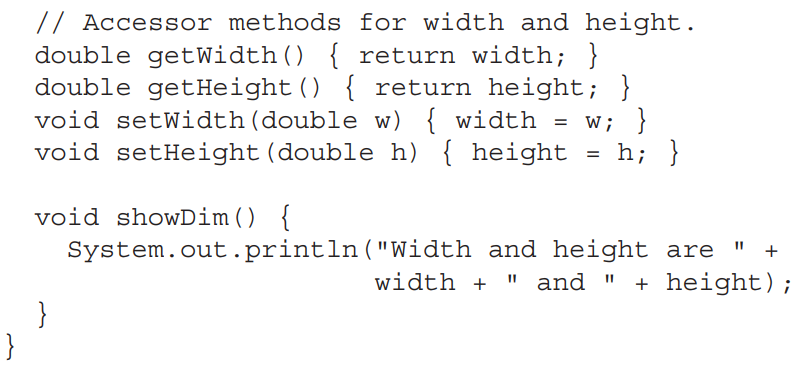 // Accessor methods for width and height.
double getWidth() { return width; }
double getHeight() { return height; }
void setWidth(double w) { width = w; }
void setHeight(double h) { height = h; }
void showDim() {
System.out.println("Width and height are " +
width + " and " + height);
}
}